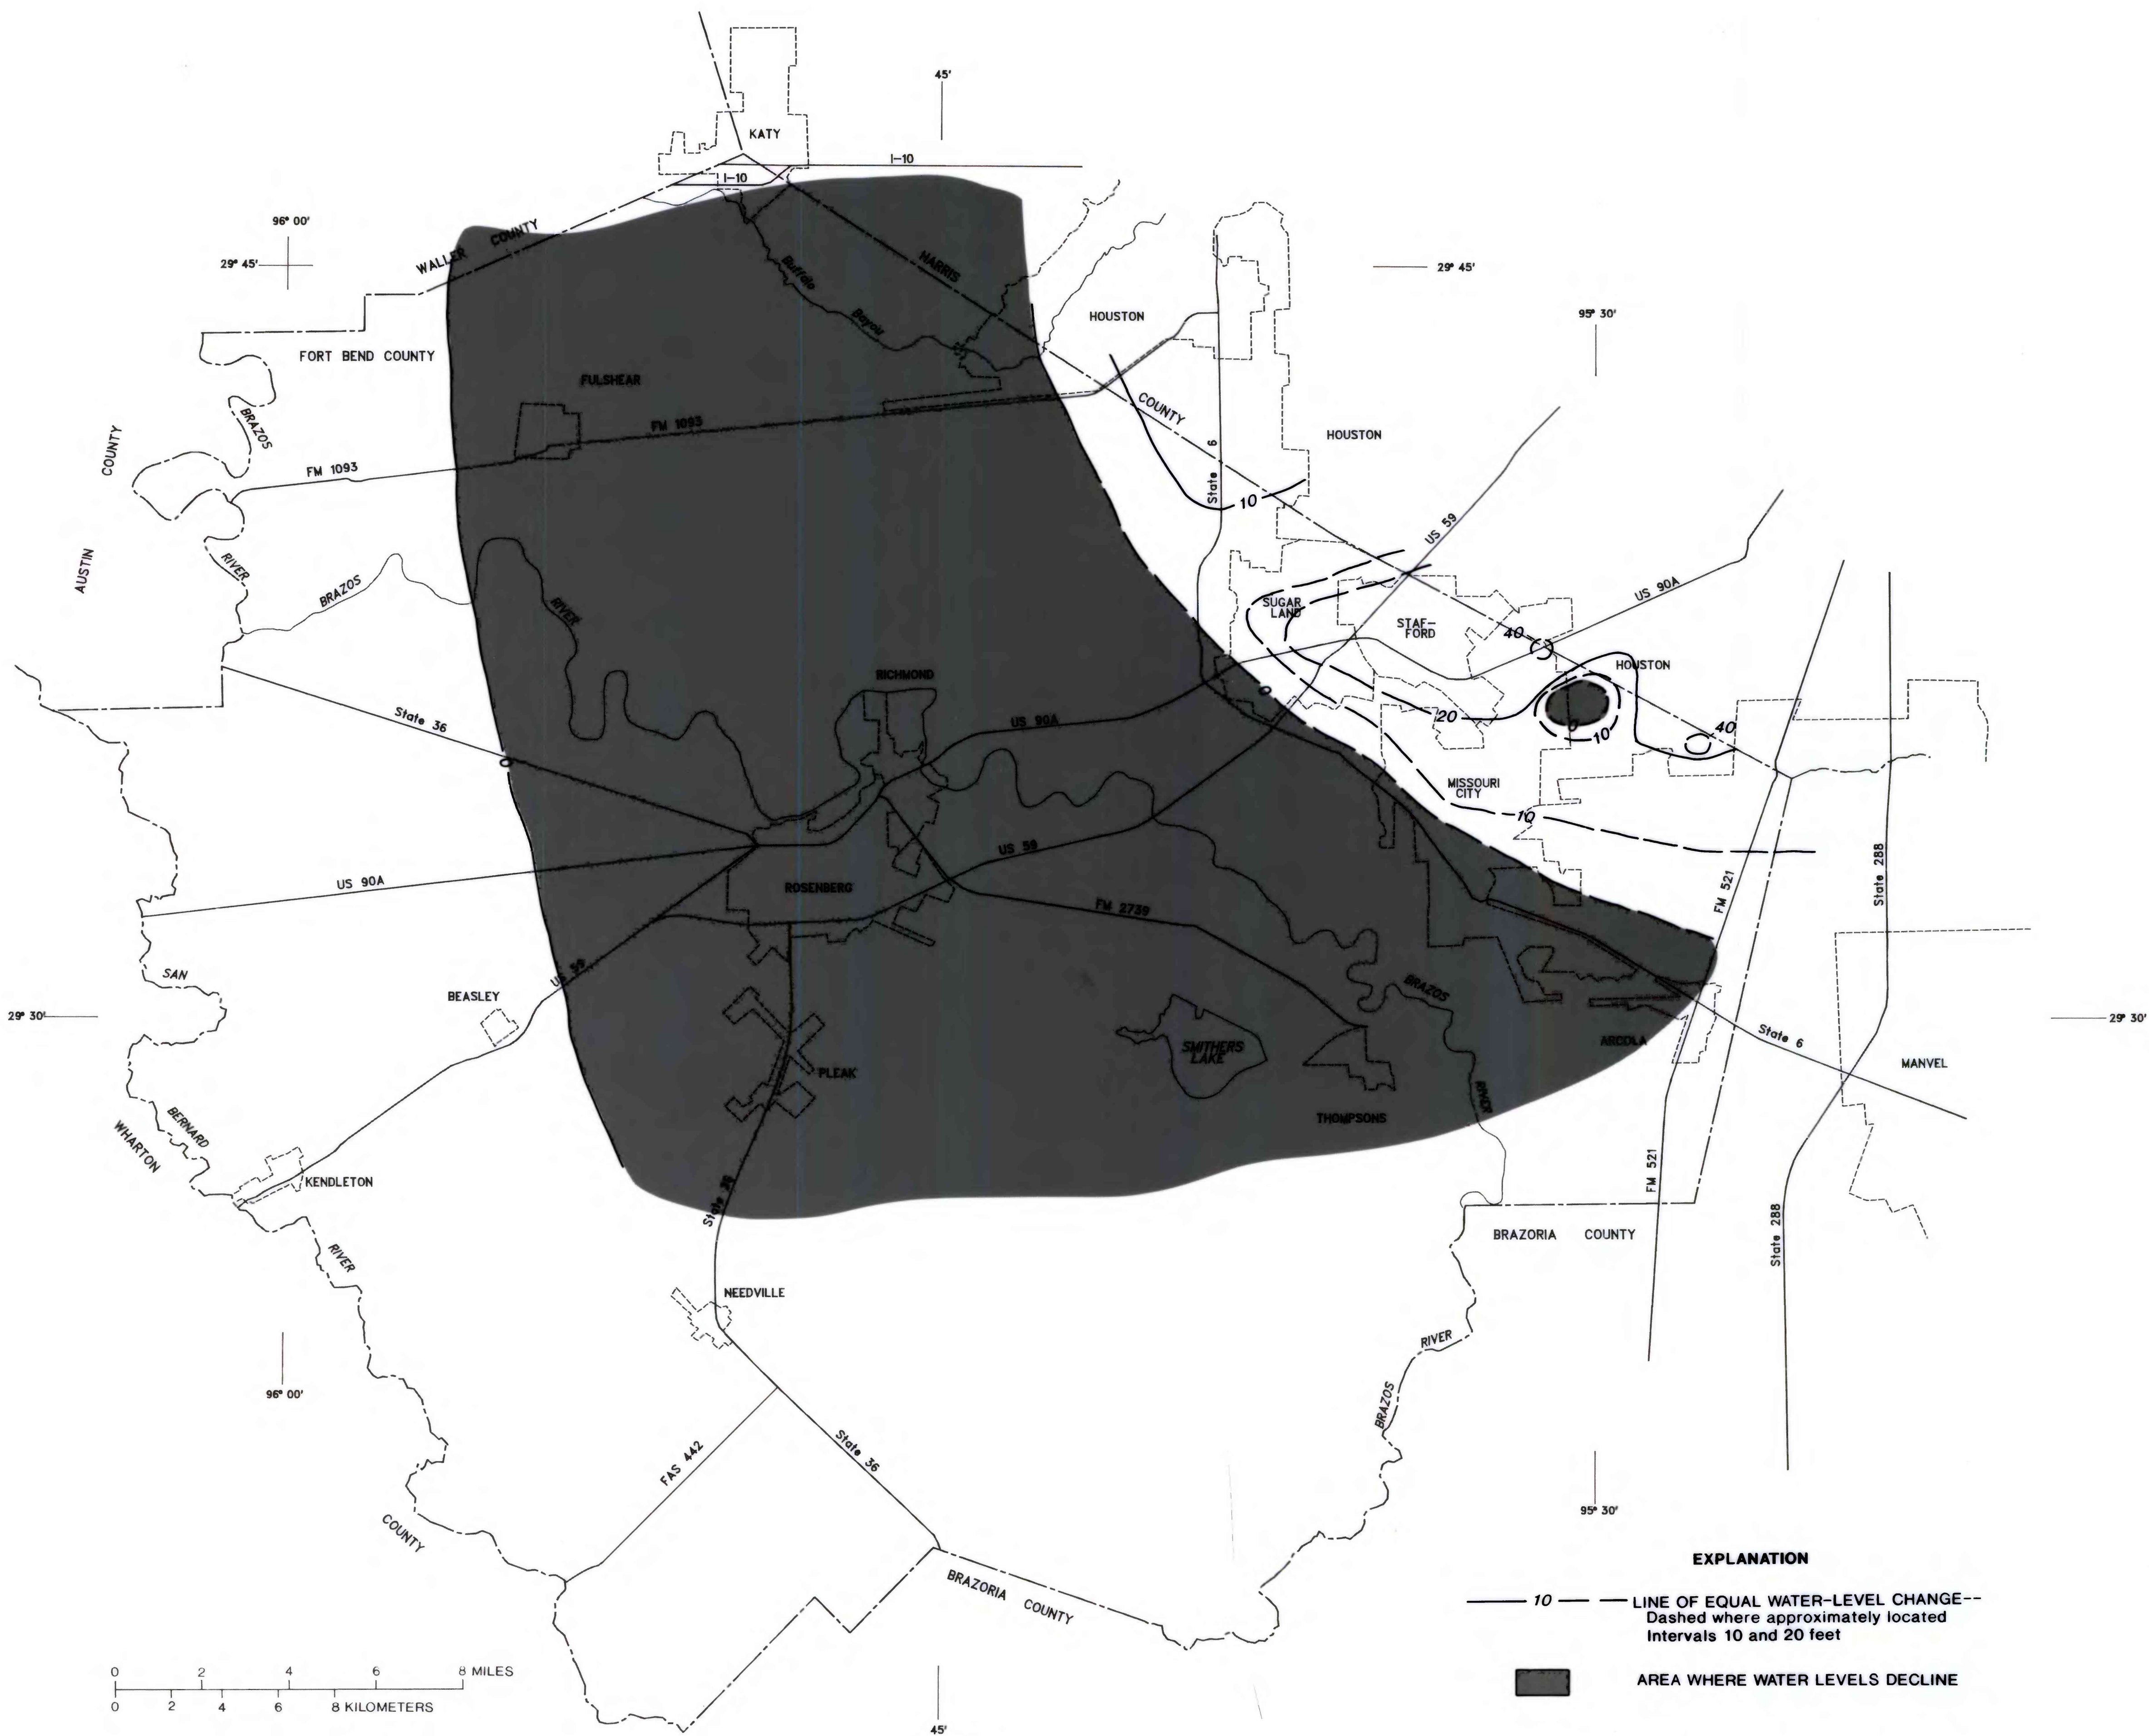 45'
KATY
I-10
I-10
96° 00'
29° 45'
WALLER COUNTY
HARRIS
29° 45'
Buffalo
Bayou
HOUSTON
95° 30'
FORT BEND COUNTY
FULSHEAR
COUNTY
BRAZOS
FM 1093
HOUSTON
COUNTY
FM 1093
State 6
10
US 59
AUSTIN
RIVER
BRAZOS
RIVER
US 90A
SUGAR
LAND
STAF-
FORD
40
HOUSTON
RICHMOND
0
State 36
US 90A
20
0
10
40
0
MISSOURI
CITY
10
US 59
State 288
US 90A
ROSENBERG
FM 2739
FM 521
SAN
US 59
BEASLEY
BRAZOS
29° 30'
29° 30'
State 6
ARCOLA
SMITHERS
LAKE
MANVEL
PLEAK
RIVER
THOMPSONS
BERNARD
WHARTON
KENDLETON
FM 521
State 36
BRAZORIA COUNTY
State 288
RIVER
NEEDVILLE
RIVER
96° 00'
BRAZOS
State 36
FAS 442
95° 30'
COUNTY
BRAZORIA COUNTY
EXPLANATION
10 LINE OF EQUAL WATER-LEVEL CHANGE--
Dashed where approximately located
Intervals 10 and 20 feet
AREA WHERE WATER LEVELS DECLINE
0 2 4 6 8 MILES
0 2 4 6 8 KILOMETERS
45'